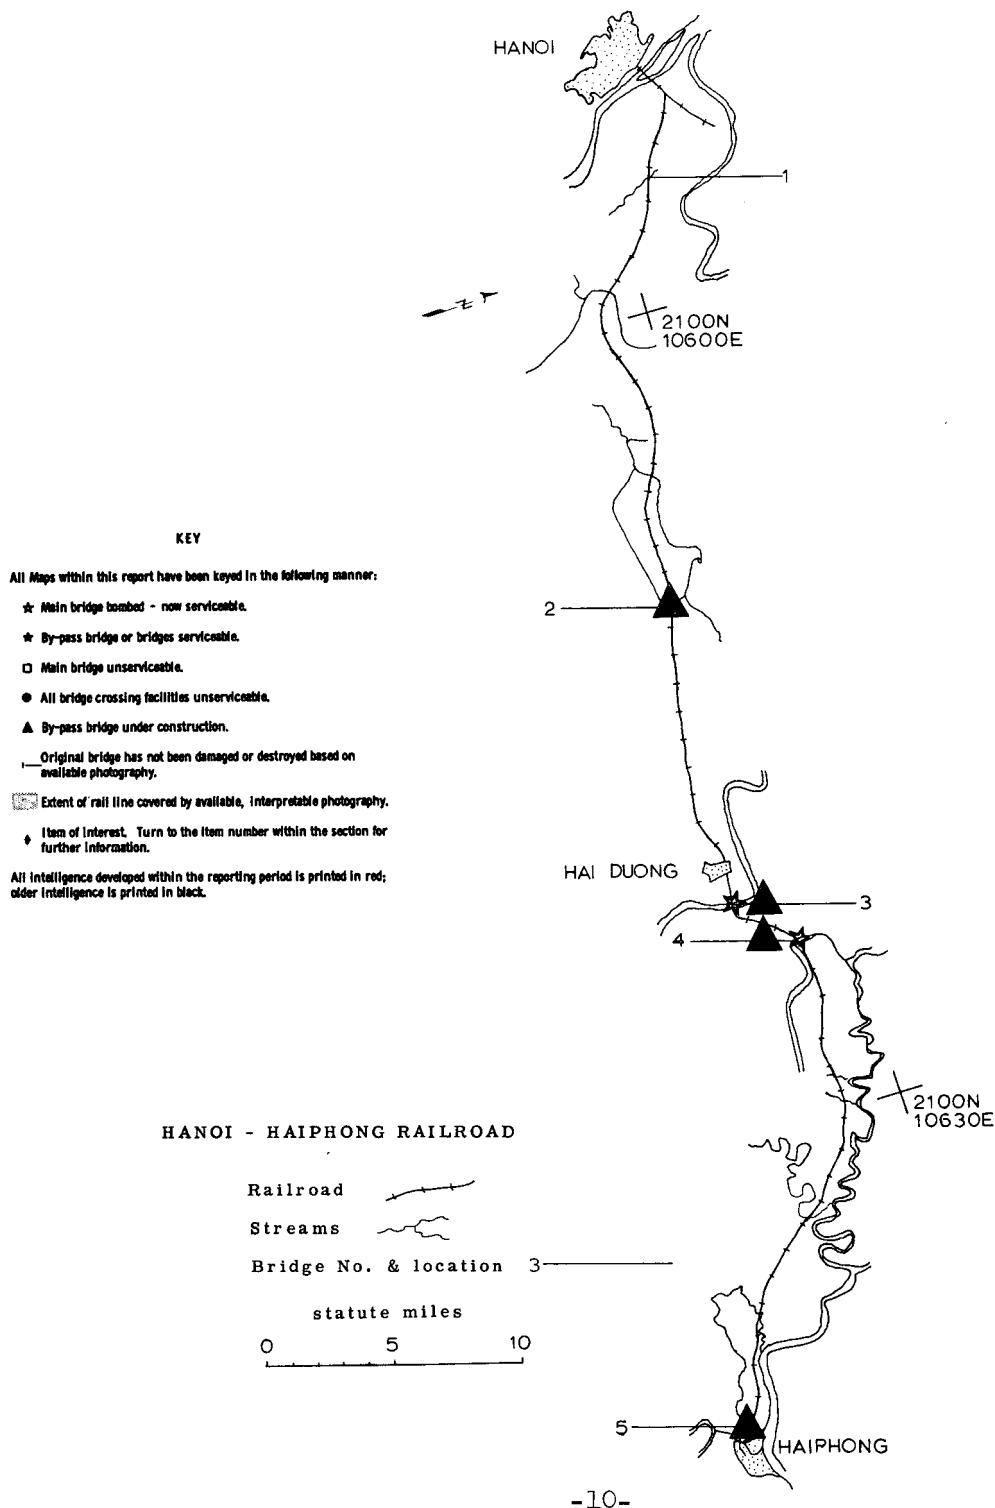 HANOI
1
2100N
10600E
KEY
All Maps within this report have been keyed in the following manner:
Main bridge bombed - now serviceable.
By-pass bridge or bridges serviceable.
Main bridge unserviceable.
All bridge crossing facilities unserviceable.
By-pass bridge under construction.
Original bridge has not been damaged or destroyed based on
available photography.
Extent of rail line covered by available, interpretable photography.
Item of Interest. Turn to the item number within the section for
further information.
All intelligence developed within the reporting period is printed in red;
older intelligence is printed in black.
2
HAI DUONG
3
4
2100N
10630E
HANOI - HAIPHONG RAILROAD
Railroad
Streams
Bridge No. & location 3
statute miles
0 5 10
5
HAIPHONG
-10-
N